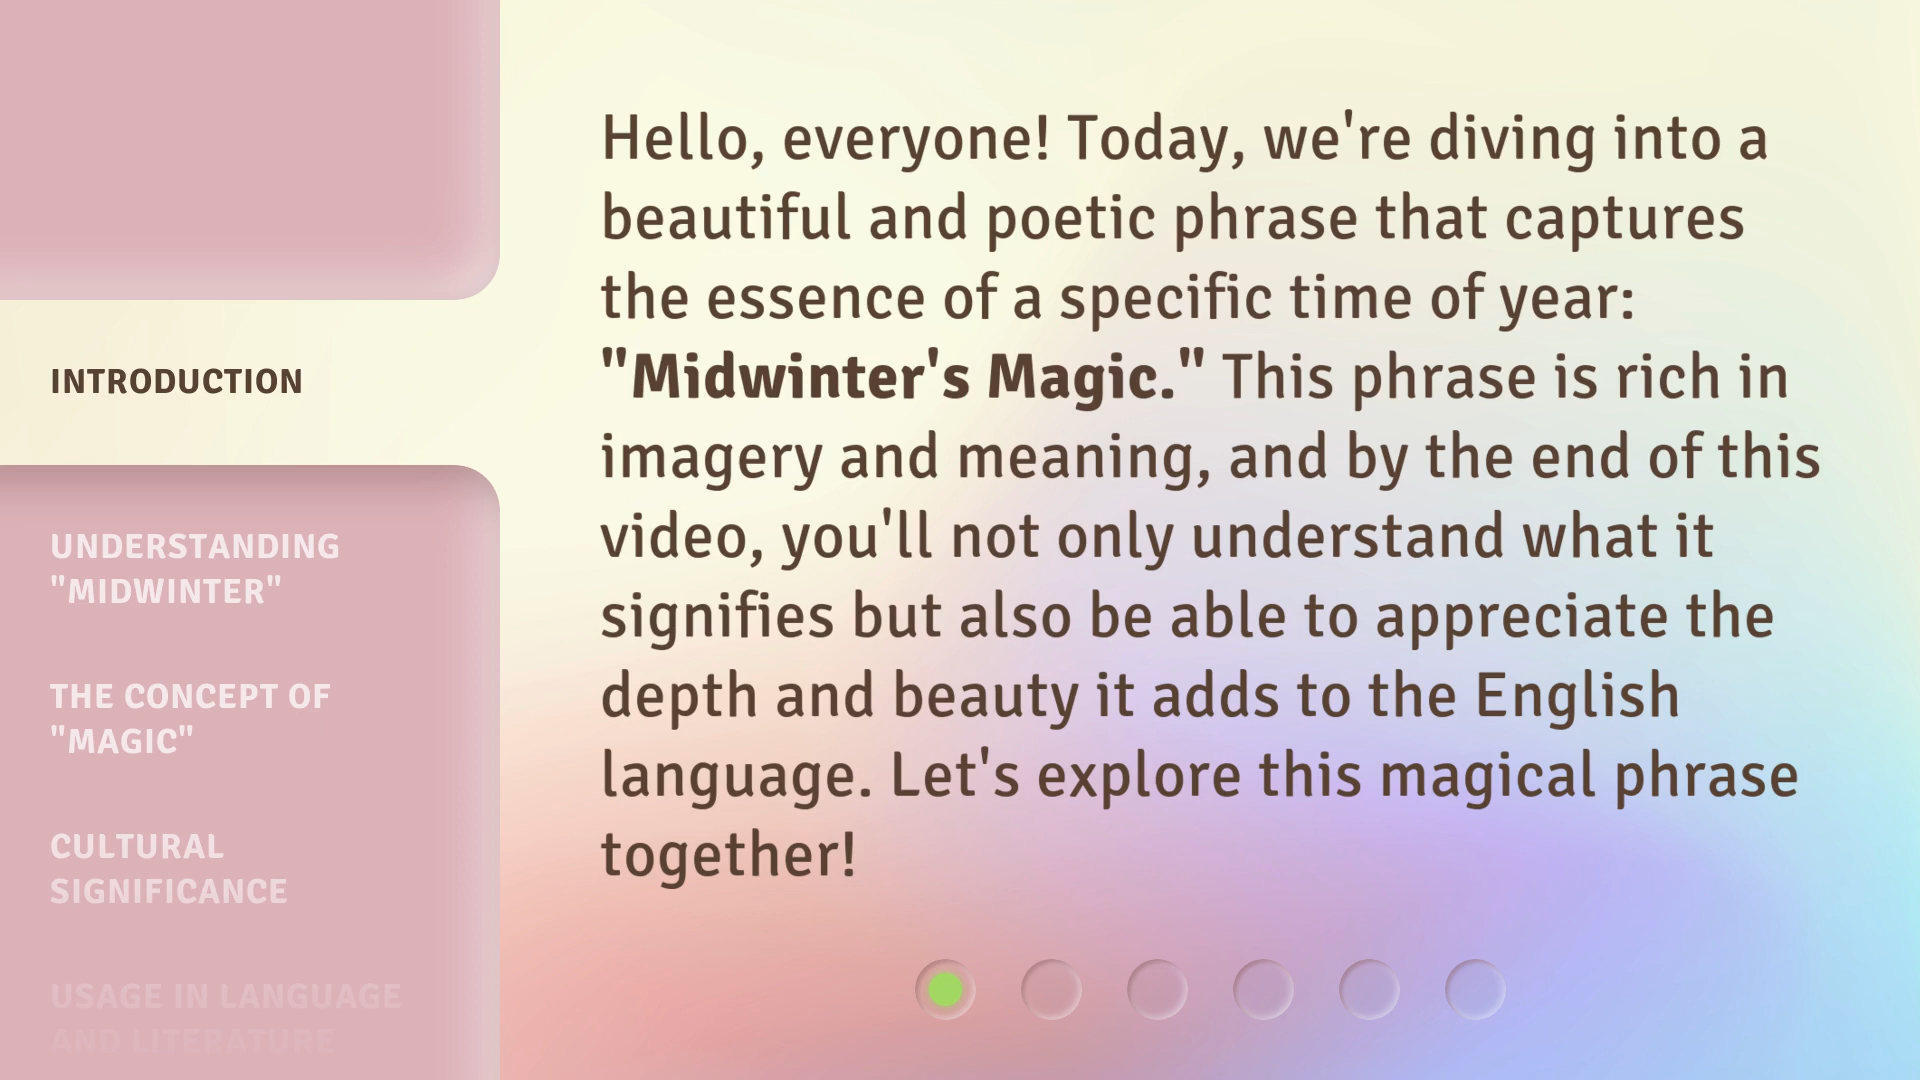 INTRODUCTION
UNDERSTANDING
"MIDWINTER"
THE CONCEPT OF
"MAGIC"
CULTURAL
SIGNIFICANCE
USAGE IN LANGUAGE
AND LITERATURE
Hello, everyone! Today, we're diving into a
beautiful and poetic phrase that captures
the essence of a specific time of year:
"Midwinter's Magic." This phrase is rich in
imagery and meaning, and by the end of this
video, you'll not only understand what it
signifies but also be able to appreciate the
depth and beauty it adds to the English
language. Let's explore this magical phrase
together!